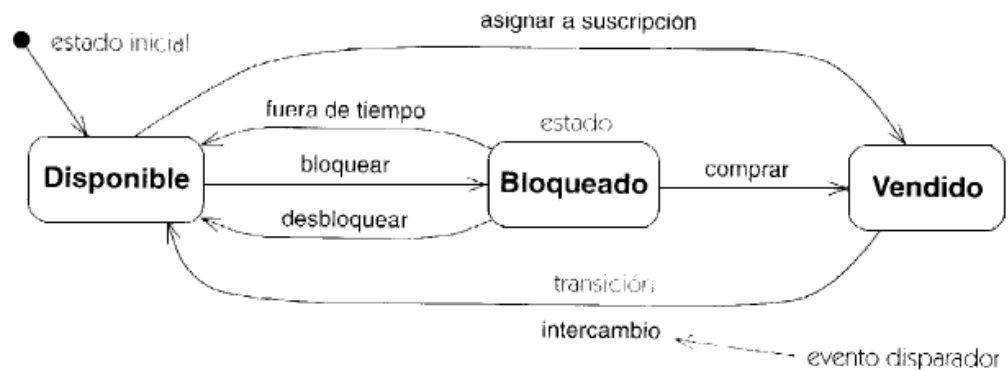 asignar a suscripción
estado inicial
fuera de tiempo
estado
Disponible
bloquear
Bloqueado
comprar
Vendido
desbloquear
transición
intercambio
evento disparador